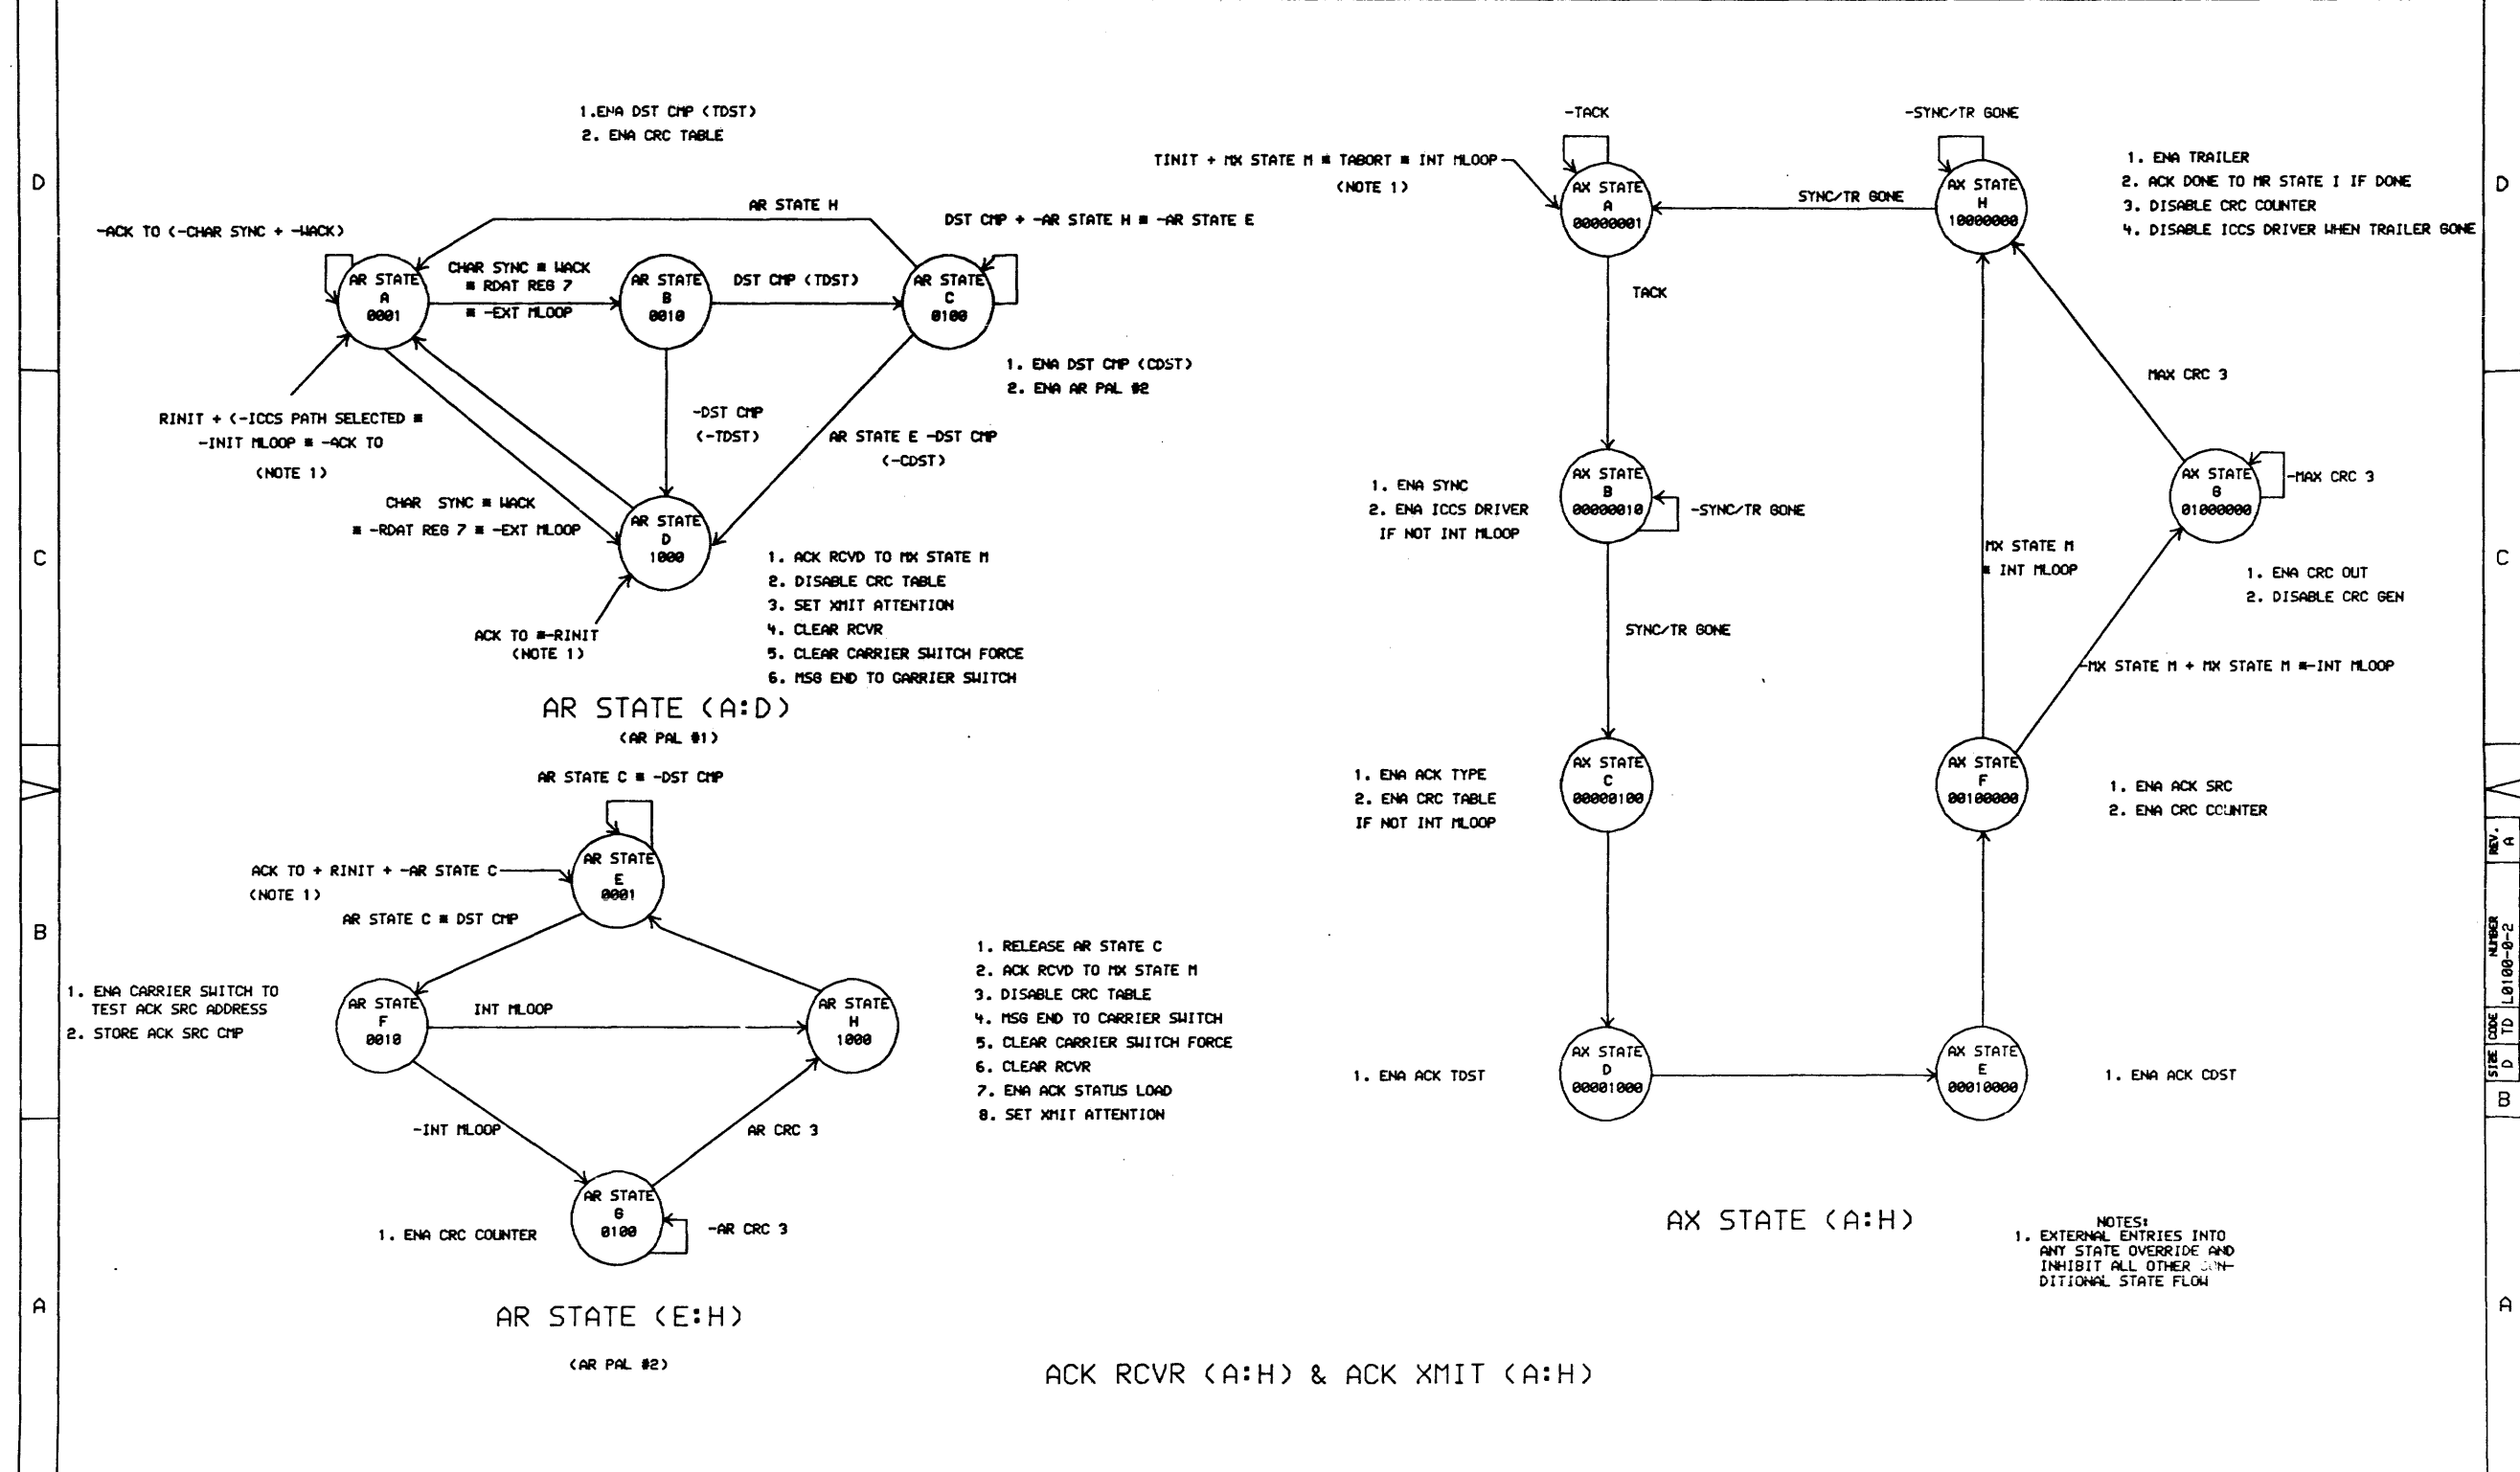 1.ENA DST CMP (TDST)
2. ENA CRC TABLE
AR STATE H
DST CMP + -AR STATE H * -AR STATE E
-ACK TO (-CHAR SYNC + -WACK)
AR STATE
A
0001
CHAR SYNC * WACK
* RDAT REG 7
* -EXT MLOOP
AR STATE
B
0010
DST CMP (TDST)
AR STATE
C
0100
1. ENA DST CMP (CDST)
2. ENA AR PAL #2
RINIT + (-ICCS PATH SELECTED *
-INIT MLOOP * -ACK TO
(NOTE 1)
-DST CMP
(-TDST)
AR STATE E -DST CMP
(-CDST)
CHAR SYNC * WACK
* -RDAT REG 7 * -EXT MLOOP
AR STATE
D
1000
ACK TO *-RINIT
(NOTE 1)
1. ACK RCVD TO MX STATE M
2. DISABLE CRC TABLE
3. SET XMIT ATTENTION
4. CLEAR RCVR
5. CLEAR CARRIER SWITCH FORCE
6. MSG END TO CARRIER SWITCH
AR STATE (A:D)
(AR PAL #1)
AR STATE C * -DST CMP
AR STATE
E
0001
ACK TO + RINIT + -AR STATE C
(NOTE 1)
AR STATE C * DST CMP
1. ENA CARRIER SWITCH TO
TEST ACK SRC ADDRESS
2. STORE ACK SRC CMP
AR STATE
F
0010
INT MLOOP
AR STATE
H
1000
1. RELEASE AR STATE C
2. ACK RCVD TO MX STATE M
3. DISABLE CRC TABLE
4. MSG END TO CARRIER SWITCH
5. CLEAR CARRIER SWITCH FORCE
6. CLEAR RCVR
7. ENA ACK STATUS LOAD
8. SET XMIT ATTENTION
-INT MLOOP
AR CRC 3
AR STATE
G
0100
1. ENA CRC COUNTER
-AR CRC 3
AR STATE (E:H)
(AR PAL #2)
-TACK
TINIT + MX STATE M * TABORT * INT MLOOP
(NOTE 1)
AX STATE
A
00000001
SYNC/TR GONE
-SYNC/TR GONE
AX STATE
H
10000000
1. ENA TRAILER
2. ACK DONE TO MR STATE I IF DONE
3. DISABLE CRC COUNTER
4. DISABLE ICCS DRIVER WHEN TRAILER GONE
TACK
MAX CRC 3
1. ENA SYNC
2. ENA ICCS DRIVER
IF NOT INT MLOOP
AX STATE
B
00000010
-SYNC/TR GONE
AX STATE
G
01000000
-MAX CRC 3
MX STATE M
* INT MLOOP
1. ENA CRC OUT
2. DISABLE CRC GEN
SYNC/TR GONE
-MX STATE M + MX STATE M *-INT MLOOP
1. ENA ACK TYPE
2. ENA CRC TABLE
IF NOT INT MLOOP
AX STATE
C
00000100
AX STATE
F
00100000
1. ENA ACK SRC
2. ENA CRC COUNTER
1. ENA ACK TDST
AX STATE
D
00001000
AX STATE
E
00010000
1. ENA ACK CDST
AX STATE (A:H)
NOTES:
1. EXTERNAL ENTRIES INTO
ANY STATE OVERRIDE AND
INHIBIT ALL OTHER CON-
DITIONAL STATE FLOW
ACK RCVR (A:H) & ACK XMIT (A:H)
D
C
B
A
D
C
B
A
SIZE
D
CODE
TD
NUMBER
L0100-0-2
REV.
A